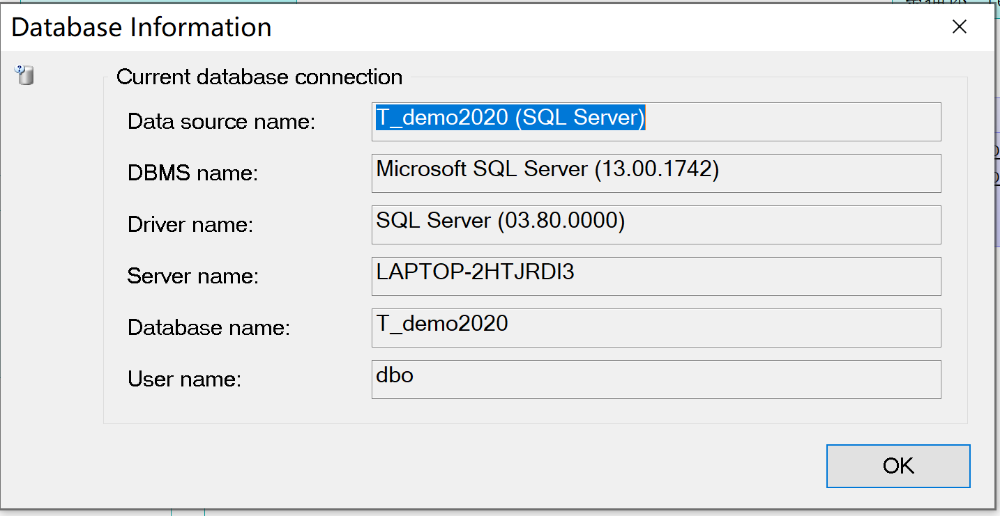 Database Information
Current database connection
Data source name: T_demo2020 (SQL Server)
DBMS name: Microsoft SQL Server (13.00.1742)
Driver name: SQL Server (03.80.0000)
Server name: LAPTOP-2HTJRDI3
Database name: T_demo2020
User name: dbo
OK